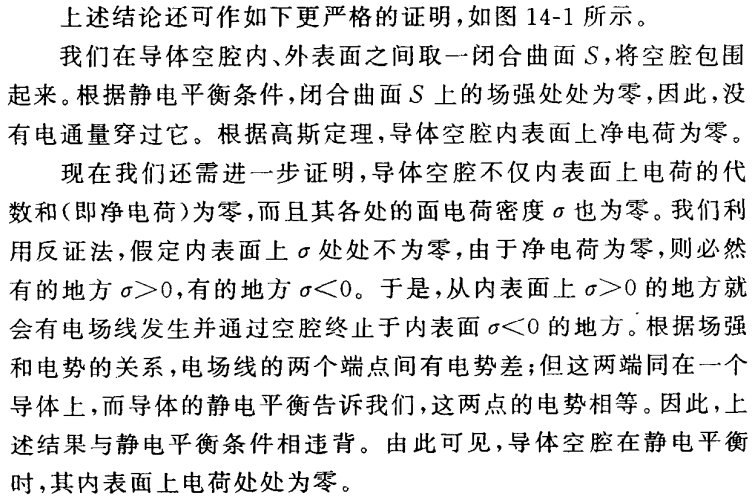 上述结论还可作如下更严格的证明,如图 14-1 所示。
我们在导体空腔内、外表面之间取一闭合曲面 S,将空腔包围
起来。根据静电平衡条件,闭合曲面 S 上的场强处处为零,因此,没
有电通量穿过它。根据高斯定理,导体空腔内表面上净电荷为零。
现在我们还需进一步证明,导体空腔不仅内表面上电荷的代
数和(即净电荷)为零,而且其各处的面电荷密度 σ 也为零。我们利
用反证法,假定内表面上 σ 处处不为零,由于净电荷为零,则必然
有的地方 σ>0,有的地方 σ<0。于是,从内表面上 σ>0 的地方就
会有电场线发生并通过空腔终止于内表面 σ<0 的地方。根据场强
和电势的关系,电场线的两个端点间有电势差;但这两端同在一个
导体上,而导体的静电平衡告诉我们,这两点的电势相等。因此,上
述结果与静电平衡条件相违背。由此可见,导体空腔在静电平衡
时,其内表面上电荷处处为零。